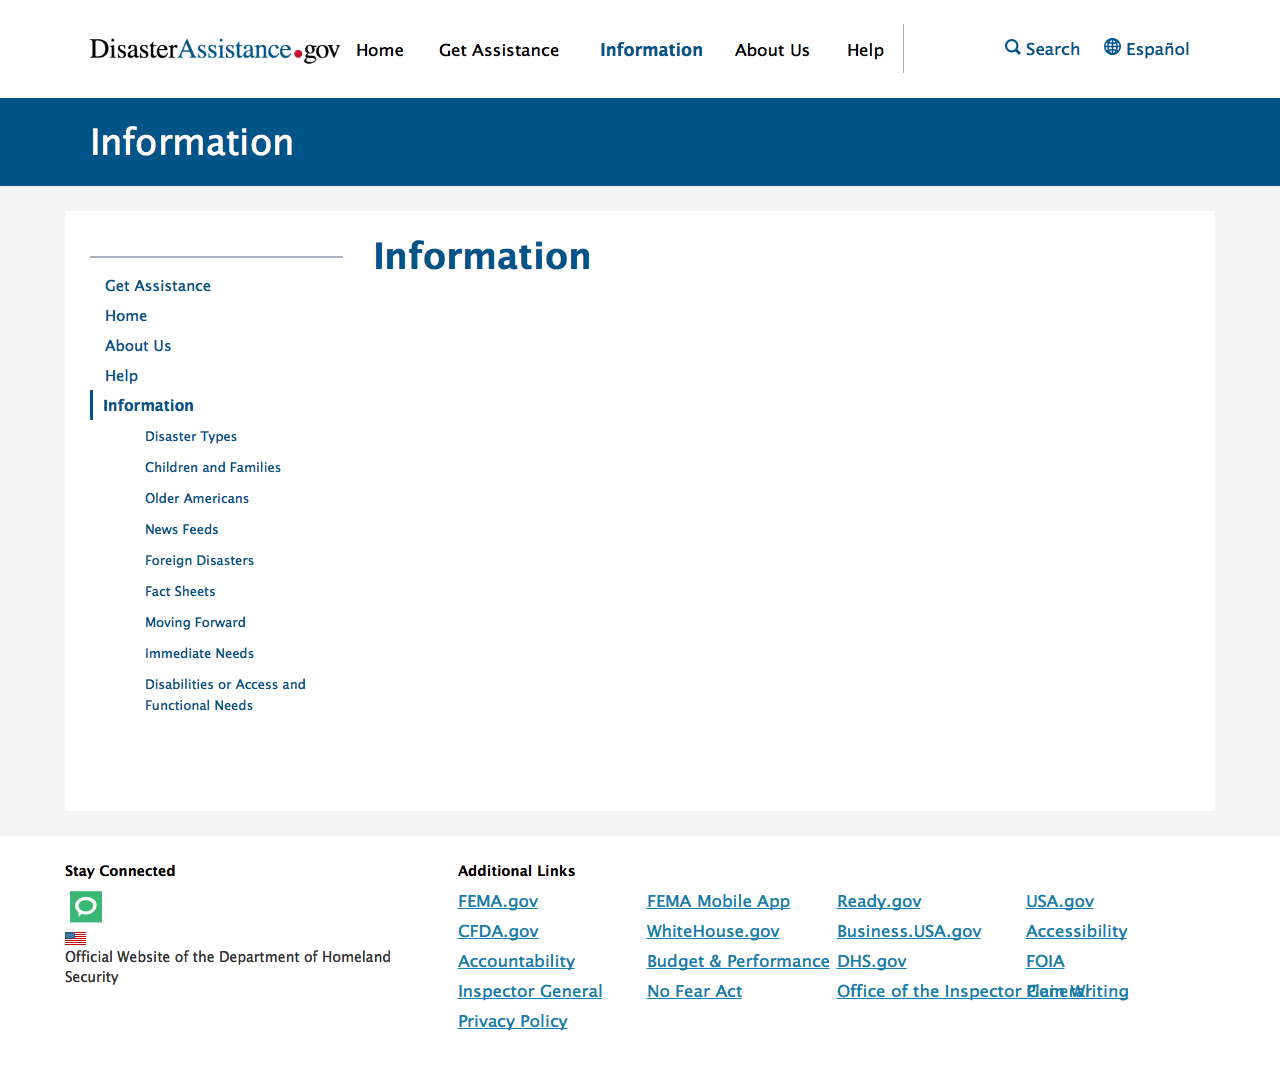 DisasterAssistance.gov Home Get Assistance Information About Us Help Search Español
Information
Information
Get Assistance
Home
About Us
Help
Information
Disaster Types
Children and Families
Older Americans
News Feeds
Foreign Disasters
Fact Sheets
Moving Forward
Immediate Needs
Disabilities or Access and
Functional Needs
Stay Connected
Official Website of the Department of Homeland
Security
Additional Links
FEMA.gov FEMA Mobile App Ready.gov USA.gov
CFDA.gov WhiteHouse.gov Business.USA.gov Accessibility
Accountability Budget & Performance DHS.gov FOIA
Inspector General No Fear Act Office of the Inspector General Plain Writing
Privacy Policy